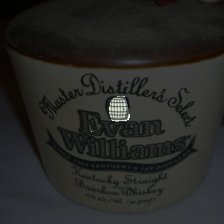 Master Distiller's Select
Evan
Williams
Kentucky Straight
Bourbon Whiskey